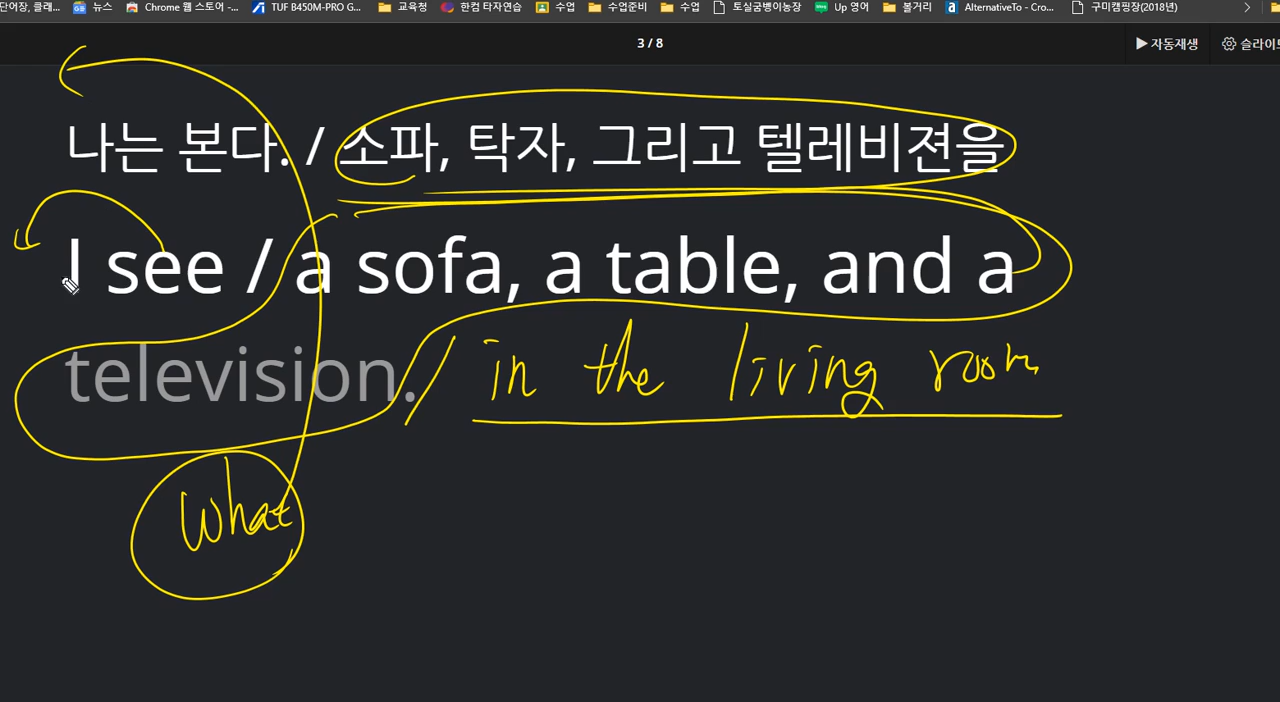 단어장, 클래... 뉴스 Chrome 웹 스토어 -... TUF B450M-PRO G... 교육청 한컴 타자연습 수업 수업준비 수업 토실굼벵이농장 Up 영어 볼거리 AlternativeTo - Cro... 구미캠핑장(2018년)
3 / 8 자동재생 슬라이드
나는 본다. / 소파, 탁자, 그리고 텔레비젼을
I see / a sofa, a table, and a
television. / in the living room
What